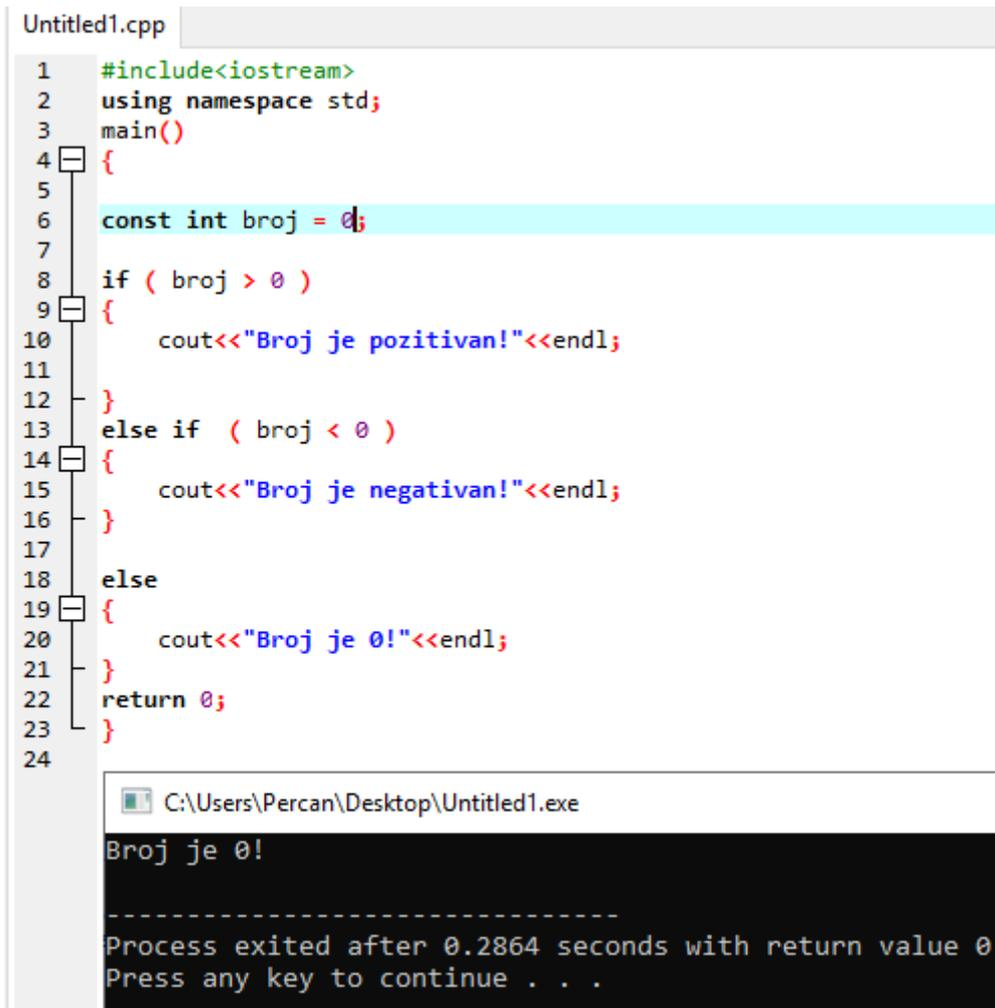 Untitled1.cpp
1 #include<iostream>
2 using namespace std;
3 main()
4 {
5
6 const int broj = 0;
7
8 if ( broj > 0 )
9 {
10 cout<<"Broj je pozitivan!"<<endl;
11
12 }
13 else if  ( broj < 0 )
14 {
15 cout<<"Broj je negativan!"<<endl;
16 }
17
18 else
19 {
20 cout<<"Broj je 0!"<<endl;
21 }
22 return 0;
23 }
24
C:\Users\Percan\Desktop\Untitled1.exe
Broj je 0!
--------------------------------
Process exited after 0.2864 seconds with return value 0
Press any key to continue . . .